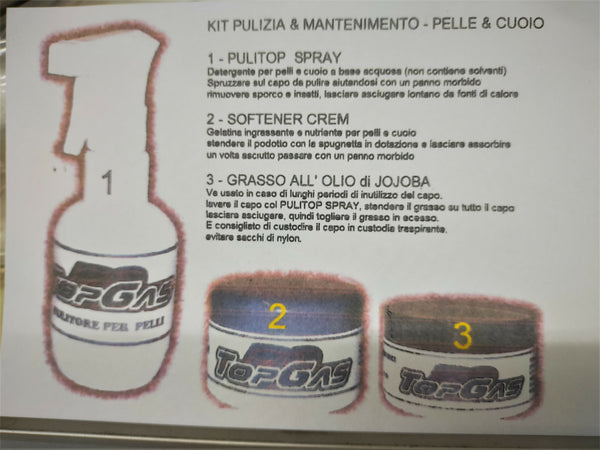 KIT PULIZIA & MANTENIMENTO - PELLE & CUOIO
1 - PULITOP SPRAY
Detergente per pelli e cuoio a base acquosa (non contiene solventi)
Spruzzare sul capo da pulire aiutandosi con un panno morbido
rimuovere sporco e insetti, lasciare asciugare lontano da fonti di calore
2 - SOFTENER CREM
Gelatina ingrassante e nutriente per pelli e cuoio
stendere il podotto con la spugnetta in dotazione e lasciare assorbire
un volta asciutto passare con un panno morbido
3 - GRASSO ALL' OLIO di JOJOBA
Va usato in caso di lunghi periodi di inutilizzo del capo.
lavare il capo col PULITOP SPRAY, stendere il grasso su tutto il capo
lasciare asciugare, quindi togliere il grasso in eccesso.
E consigliato di custodire il capo in custodia traspirante.
evitare sacchi di nylon.
1
TOPGAS
PULITORE PER PELLI
2
TOPGAS
3
TOPGAS